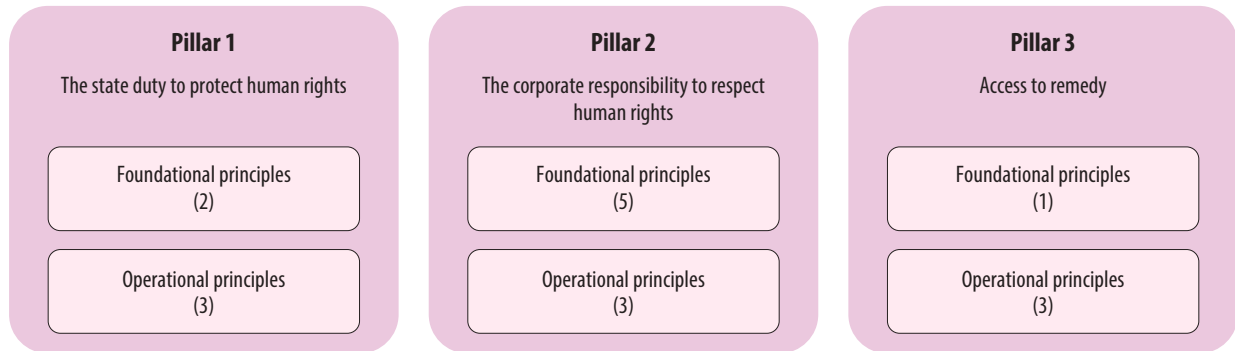 Pillar 1
The state duty to protect human rights
Foundational principles
(2)
Operational principles
(3)
Pillar 2
The corporate responsibility to respect
human rights
Foundational principles
(5)
Operational principles
(3)
Pillar 3
Access to remedy
Foundational principles
(1)
Operational principles
(3)